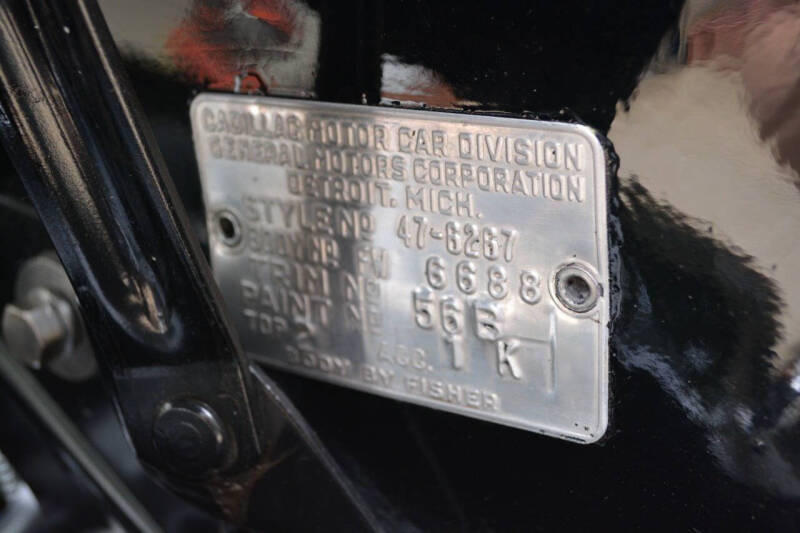 CADILLAC MOTOR CAR DIVISION
GENERAL MOTORS CORPORATION
DETROIT, MICH.
STYLE NO 47-6267
BODY NO FW 6688
TRIM NO 56B
PAINT NO 1 K
TOP 2 ACC.
BODY BY FISHER